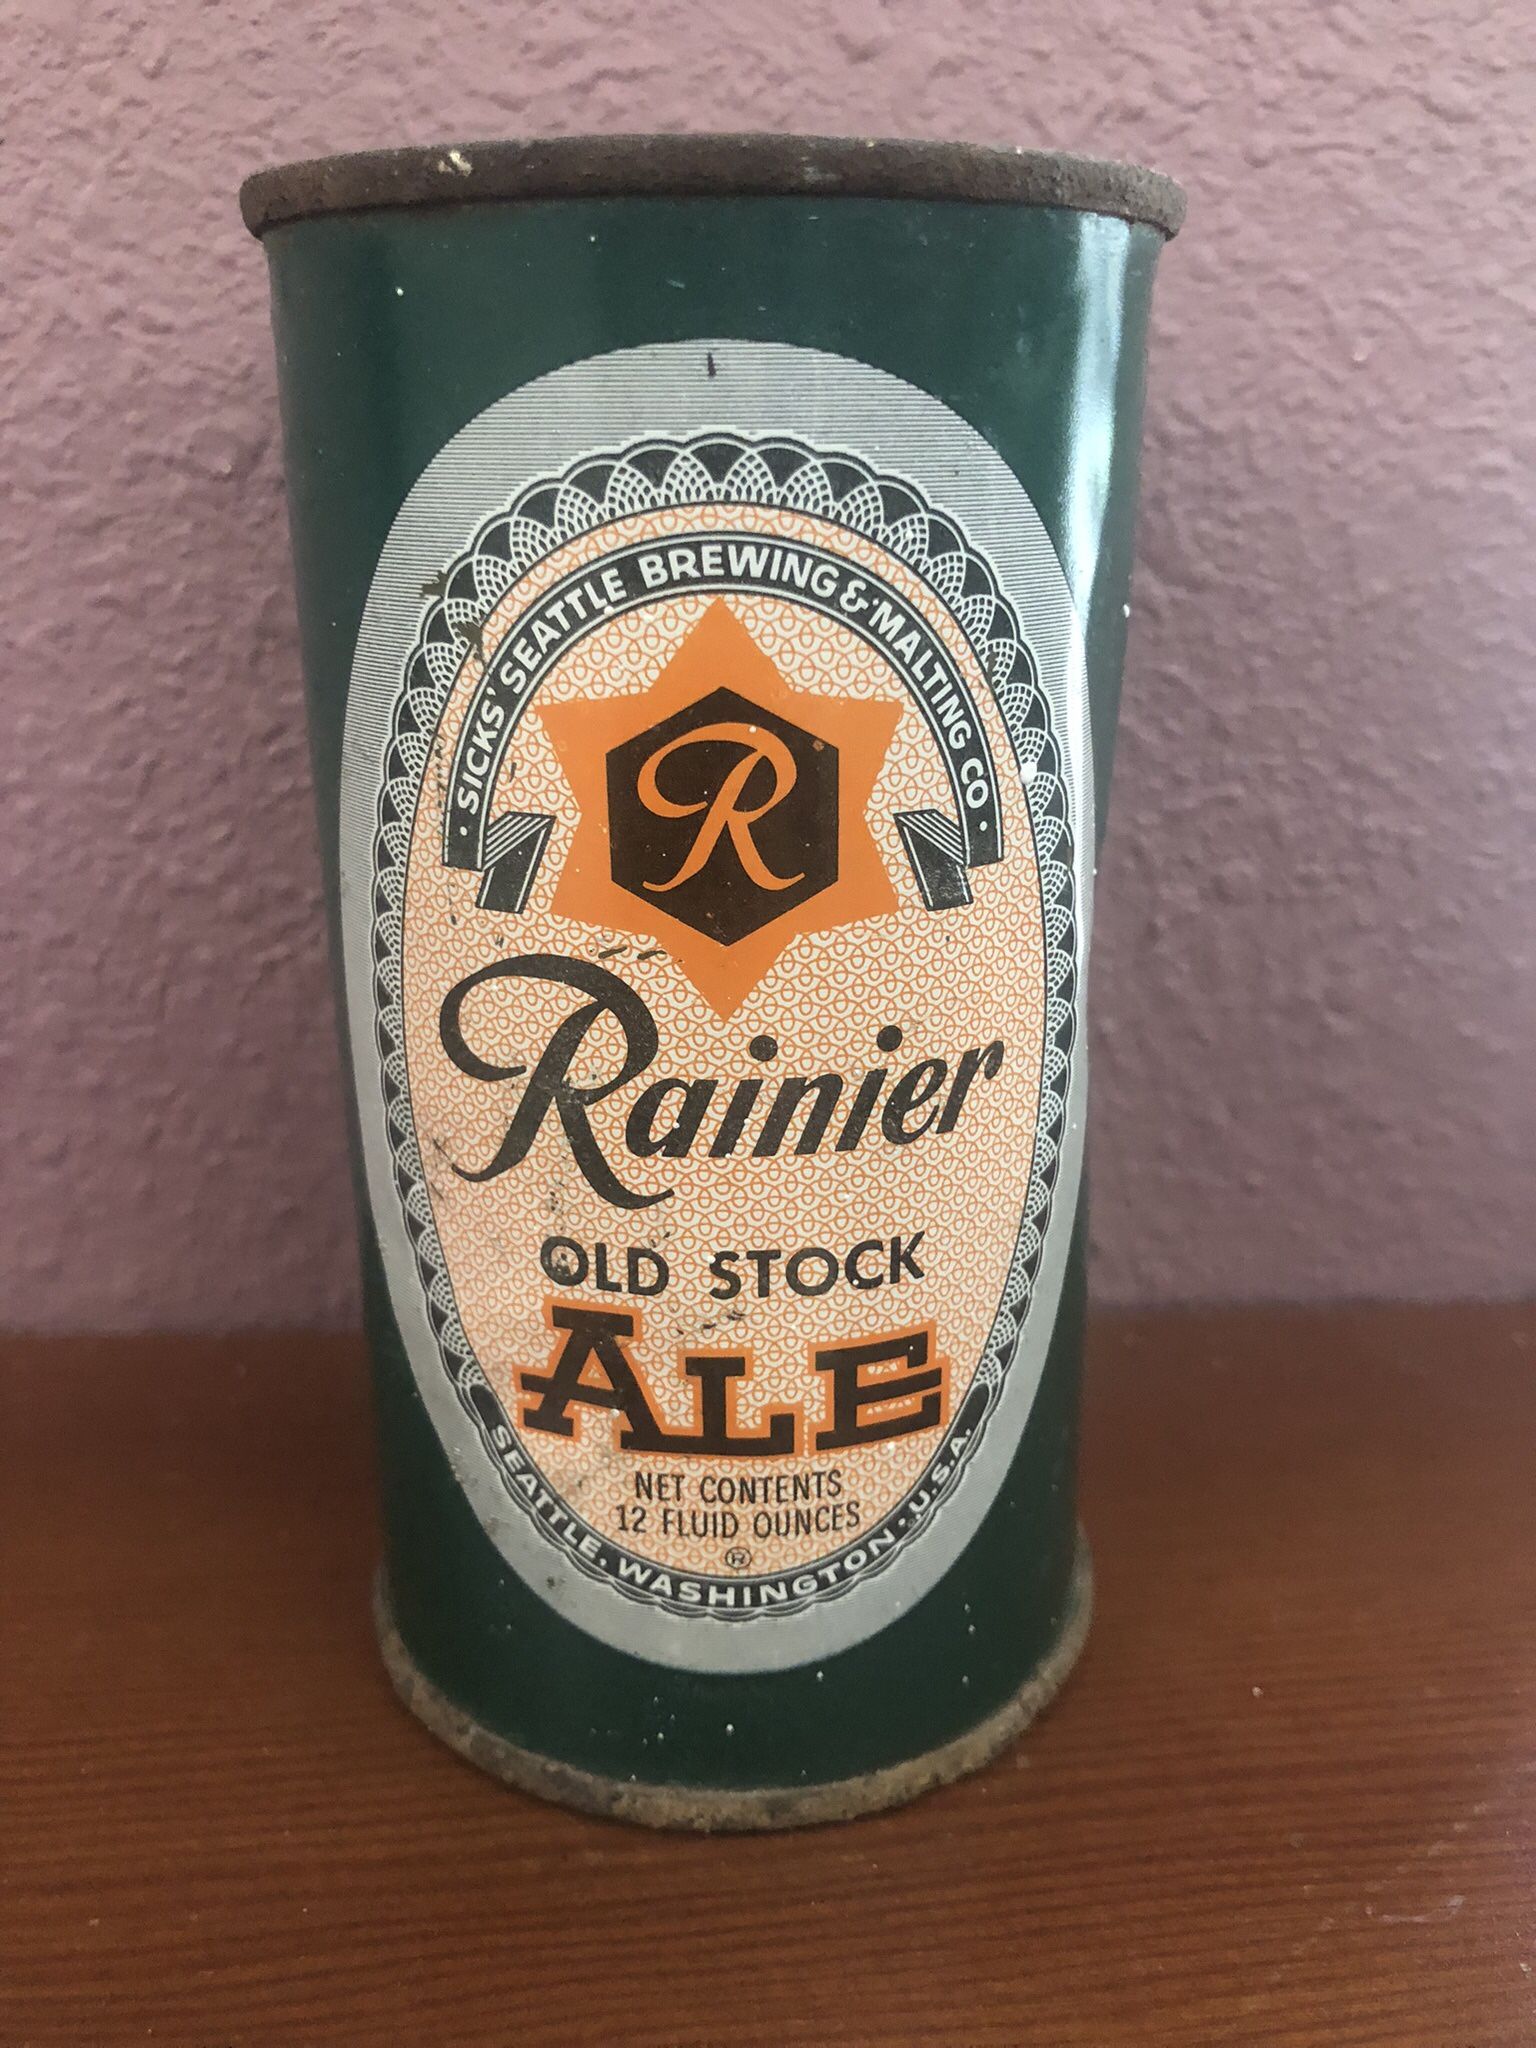 · SICKS' SEATTLE BREWING & MALTING CO ·
R
Rainier
OLD STOCK
ALE
NET CONTENTS
12 FLUID OUNCES
®
SEATTLE, WASHINGTON · U.S.A.